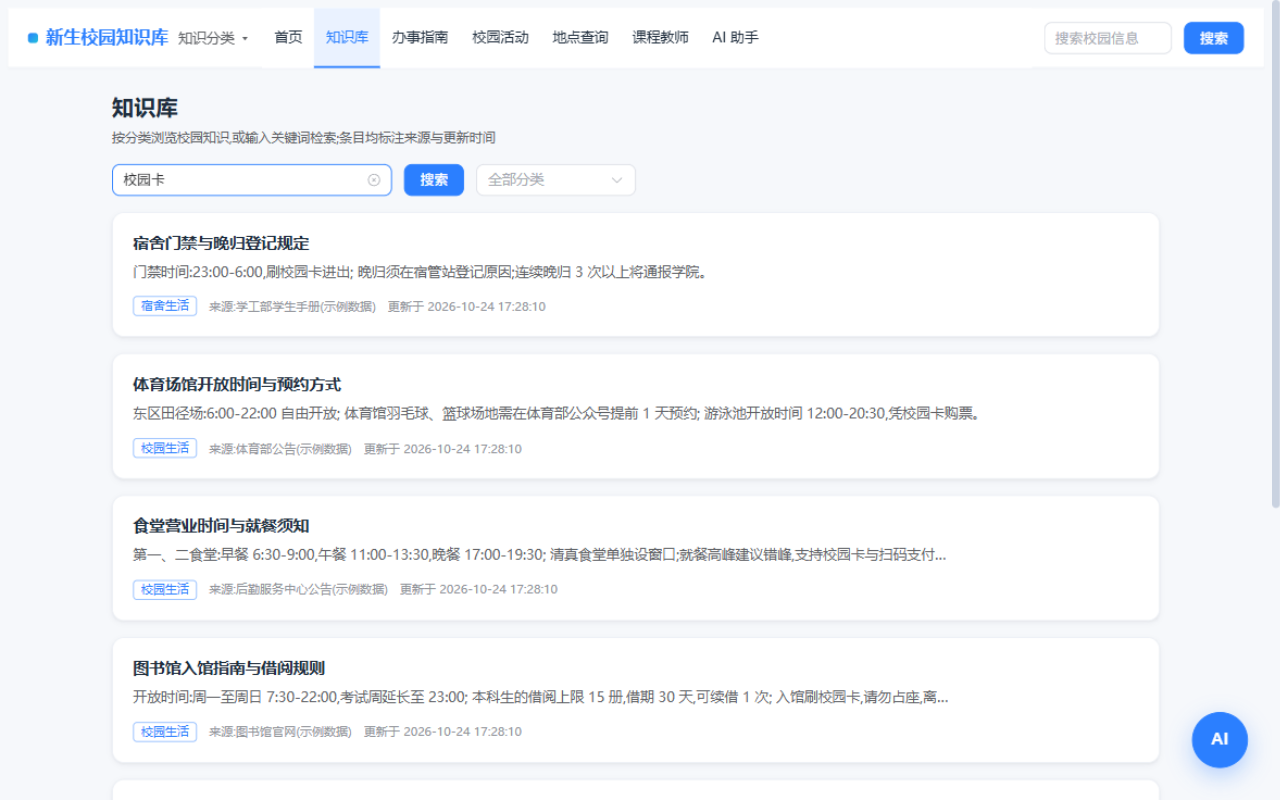 新生校园知识库 知识分类 首页 知识库 办事指南 校园活动 地点查询 课程教师 AI 助手 搜索校园信息 搜索
知识库
按分类浏览校园知识,或输入关键词检索;条目均标注来源与更新时间
校园卡 搜索 全部分类
宿舍门禁与晚归登记规定
门禁时间:23:00-6:00,刷校园卡进出; 晚归须在宿管站登记原因;连续晚归 3 次以上将通报学院。
宿舍生活 来源:学工部学生手册(示例数据) 更新于 2026-10-24 17:28:10
体育场馆开放时间与预约方式
东区田径场:6:00-22:00 自由开放; 体育馆羽毛球、篮球场地需在体育部公众号提前 1 天预约; 游泳池开放时间 12:00-20:30,凭校园卡购票。
校园生活 来源:体育部公告(示例数据) 更新于 2026-10-24 17:28:10
食堂营业时间与就餐须知
第一、二食堂:早餐 6:30-9:00,午餐 11:00-13:30,晚餐 17:00-19:30; 清真食堂单独设窗口;就餐高峰建议错峰,支持校园卡与扫码支付...
校园生活 来源:后勤服务中心公告(示例数据) 更新于 2026-10-24 17:28:10
图书馆入馆指南与借阅规则
开放时间:周一至周日 7:30-22:00,考试周延长至 23:00; 本科生的借阅上限 15 册,借期 30 天,可续借 1 次; 入馆刷校园卡,请勿占座,离...
校园生活 来源:图书馆官网(示例数据) 更新于 2026-10-24 17:28:10
AI